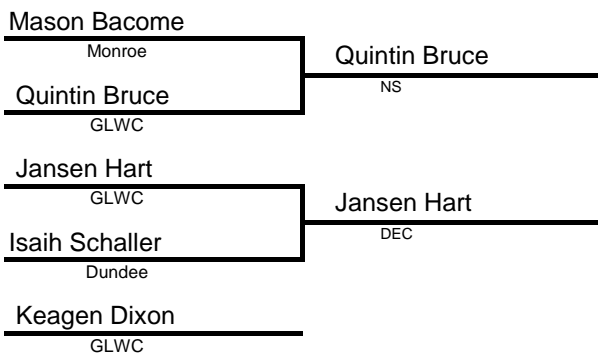 Mason Bacome
Monroe
Quintin Bruce
NS
Quintin Bruce
GLWC
Jansen Hart
GLWC
Jansen Hart
DEC
Isaih Schaller
Dundee
Keagen Dixon
GLWC